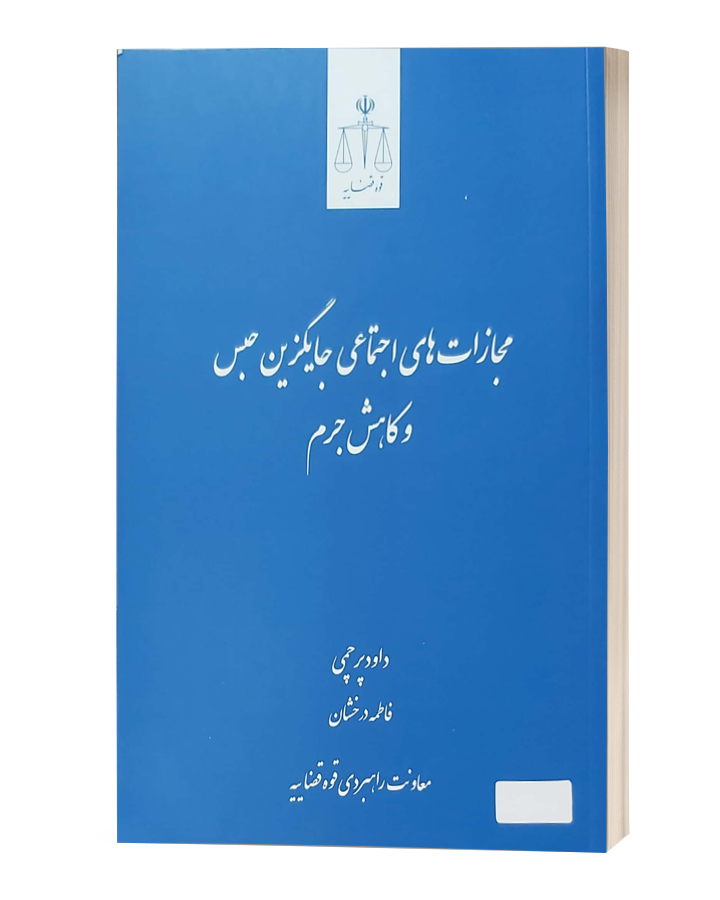 قوه قضاییه
مجازات های اجتماعی جایگزین حبس
و کاهش جرم
داود پرچمی
فاطمه درخشان
معاونت راهبردی قوه قضاییه